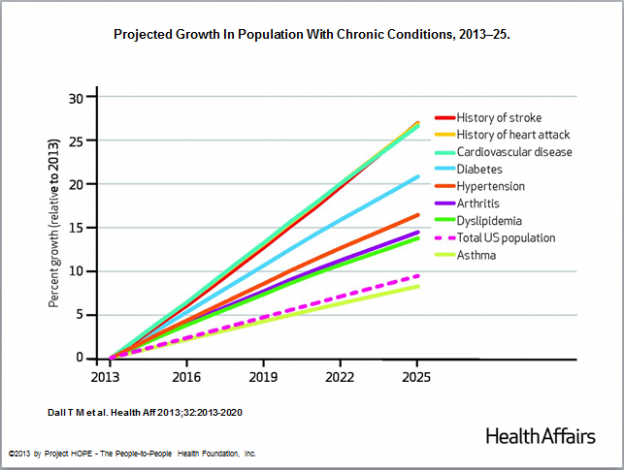 Projected Growth In Population With Chronic Conditions, 2013–25.
Percent growth (relative to 2013)
30
25
20
15
10
5
0
2013 2016 2019 2022 2025
History of stroke
History of heart attack
Cardiovascular disease
Diabetes
Hypertension
Arthritis
Dyslipidemia
Total US population
Asthma
Dall T M et al. Health Aff 2013;32:2013-2020
HealthAffairs
©2013 by Project HOPE - The People-to-People Health Foundation, Inc.